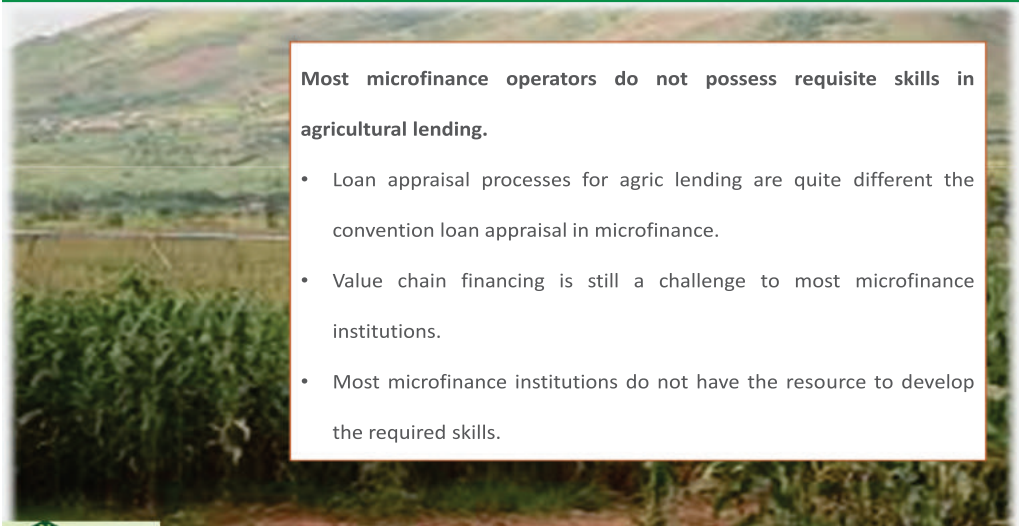 Most microfinance operators do not possess requisite skills in
agricultural lending.
• Loan appraisal processes for agric lending are quite different the
convention loan appraisal in microfinance.
• Value chain financing is still a challenge to most microfinance
institutions.
• Most microfinance institutions do not have the resource to develop
the required skills.